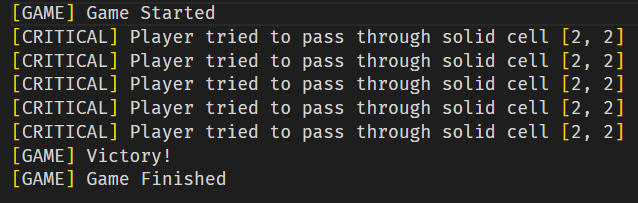 [GAME] Game Started
[CRITICAL] Player tried to pass through solid cell [2, 2]
[CRITICAL] Player tried to pass through solid cell [2, 2]
[CRITICAL] Player tried to pass through solid cell [2, 2]
[CRITICAL] Player tried to pass through solid cell [2, 2]
[CRITICAL] Player tried to pass through solid cell [2, 2]
[GAME] Victory!
[GAME] Game Finished